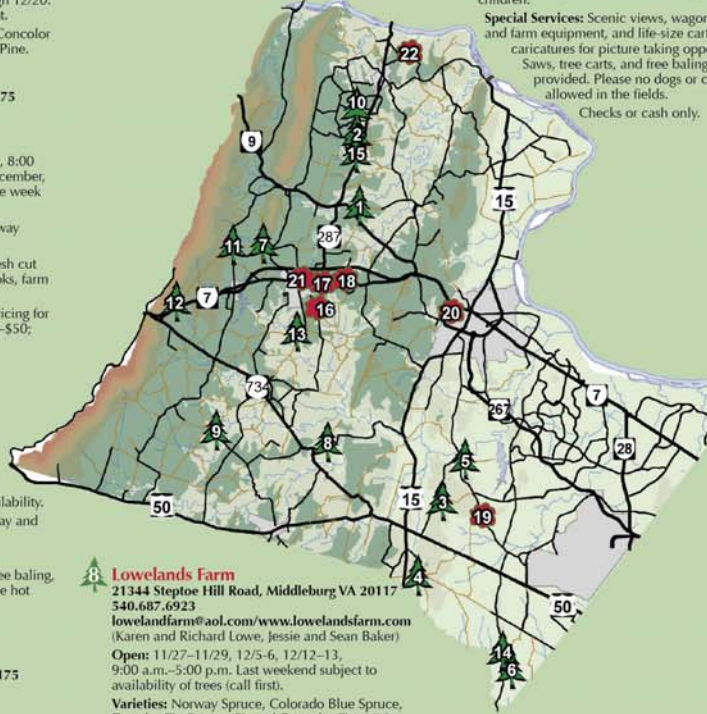 h 12/20.
t.
Concolor
Pine.
75
, 8:00
cember,
e week
way
sh cut
oks, farm
icing for
–$50;
ilability.
ay and
ee baling,
e hot
175
children.
Special Services: Scenic views, wagon
and farm equipment, and life-size cart
caricatures for picture taking oppo
Saws, tree carts, and free baling
provided. Please no dogs or c
allowed in the fields.
Checks or cash only.
22
10
2
15
9
1
15
287
11
7
21
17
18
12
7
16
20
13
734
7
267
9
8
28
5
50
15
3
19
4
50
14
6
8 Lowelands Farm
21344 Steptoe Hill Road, Middleburg VA 20117
540.687.6923
lowelandfarm@aol.com/www.lowelandsfarm.com
(Karen and Richard Lowe, Jessie and Sean Baker)
Open: 11/27–11/29, 12/5-6, 12/12–13,
9:00 a.m.–5:00 p.m. Last weekend subject to
availability of trees (call first).
Varieties: Norway Spruce, Colorado Blue Spruce,